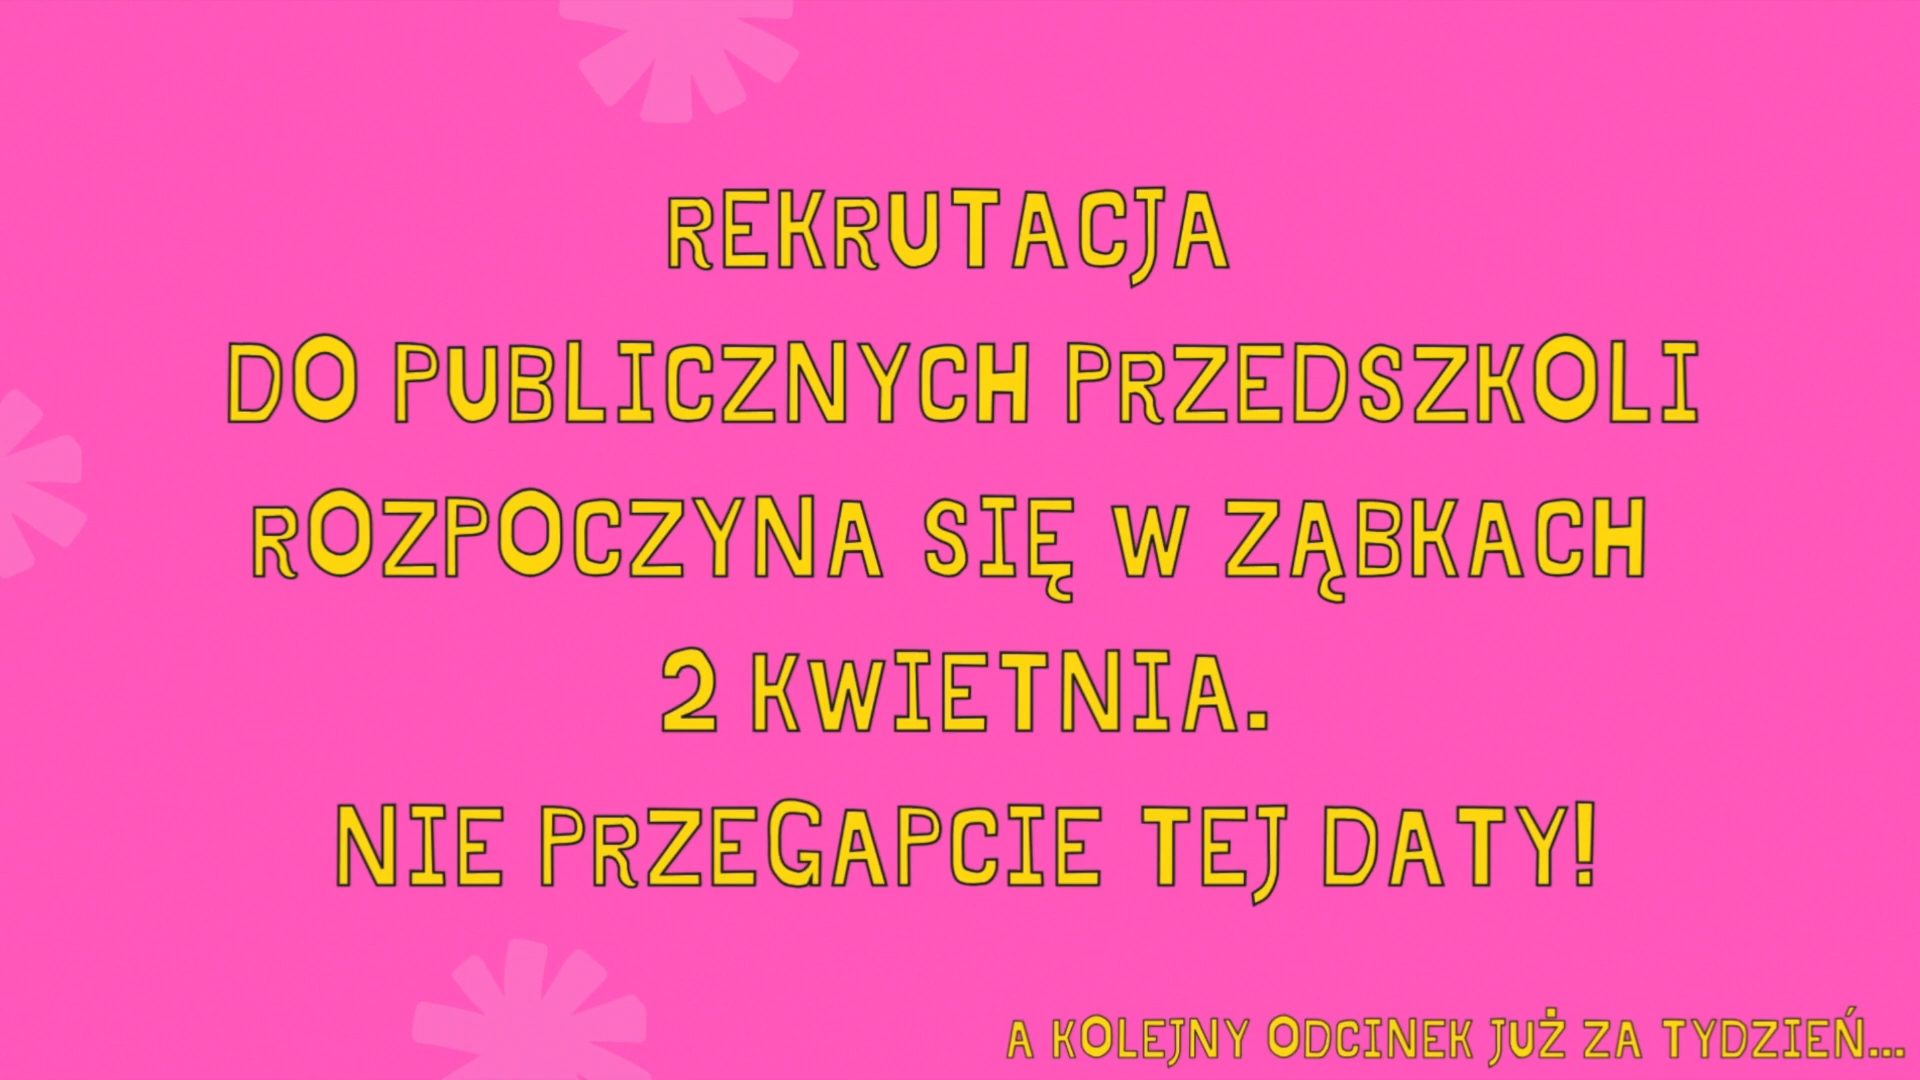 REKRUTACJA
DO PUBLICZNYCH PRZEDSZKOLI
ROZPOCZYNA SIĘ W ZĄBKACH
2 KWIETNIA.
NIE PRZEGAPCIE TEJ DATY!
A KOLEJNY ODCINEK JUŻ ZA TYDZIEŃ...